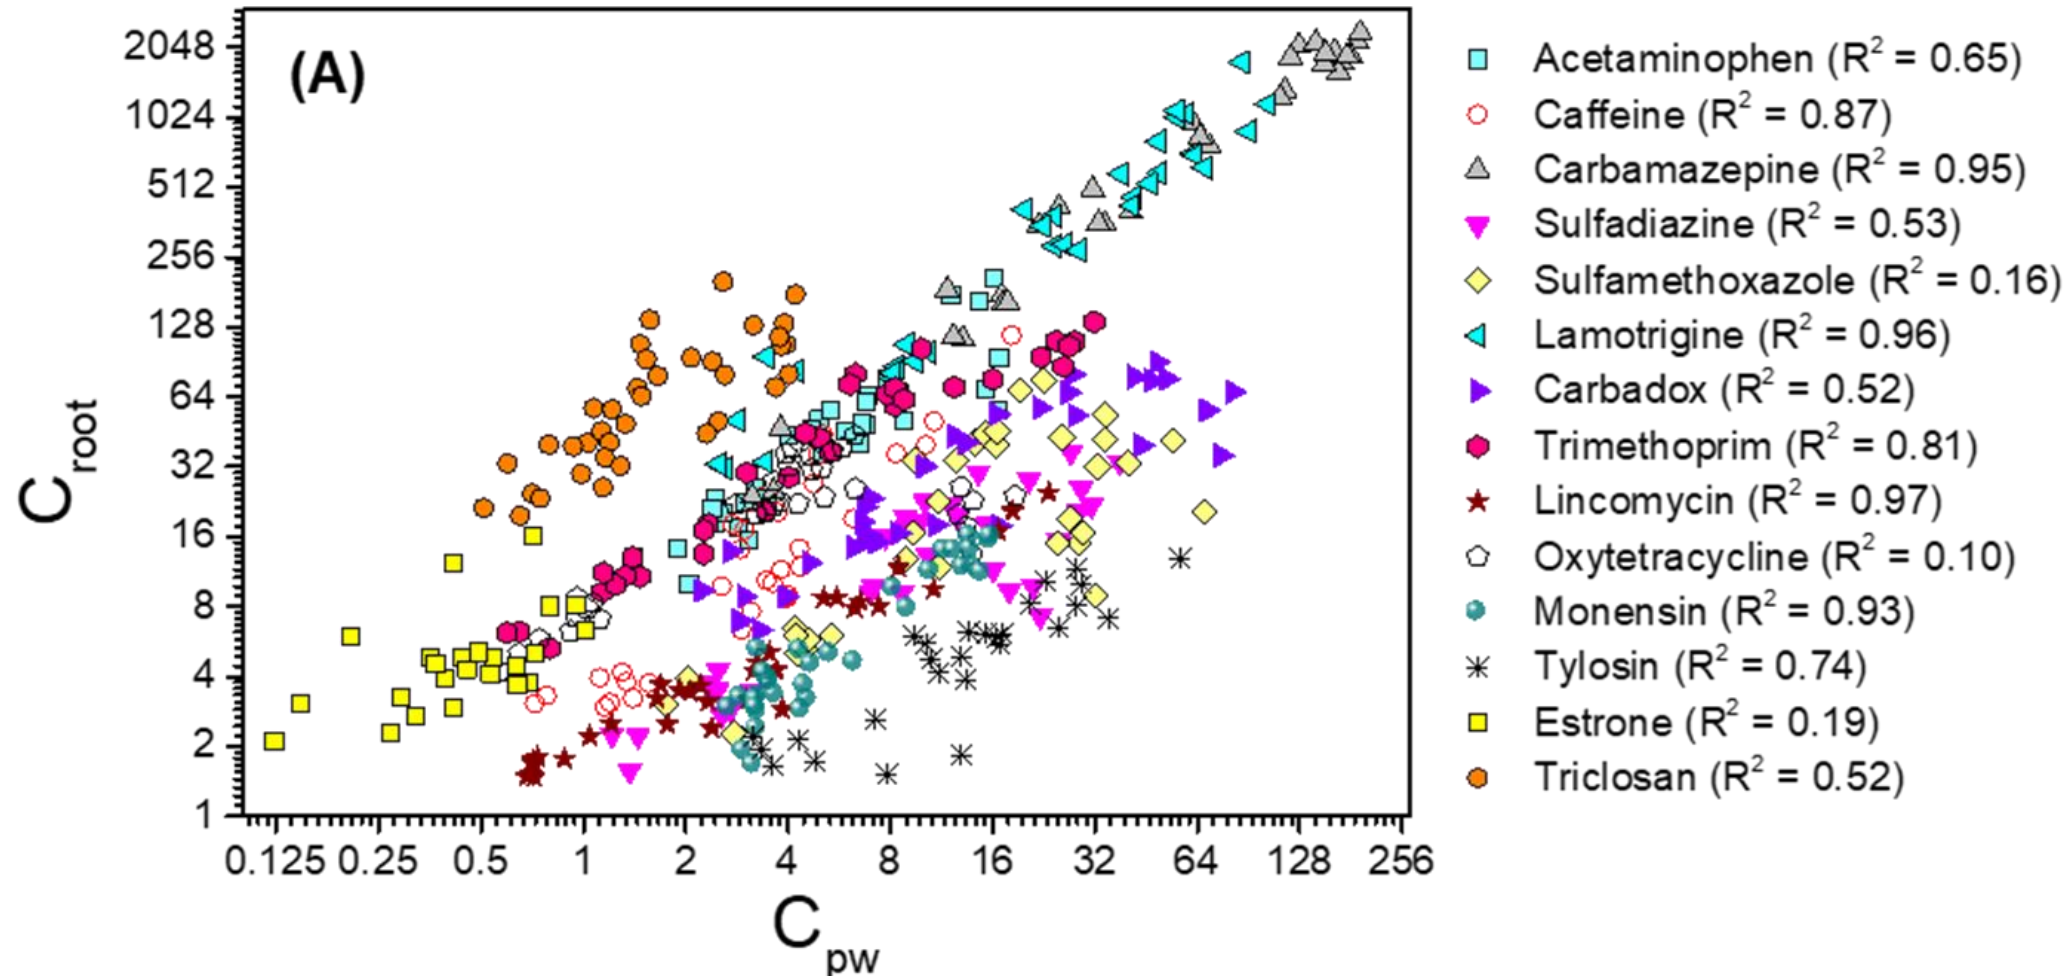 (A)
2048
1024
512
256
128
64
32
16
8
4
2
1
C_root
0.125 0.25 0.5 1 2 4 8 16 32 64 128 256
C_pw
Acetaminophen (R² = 0.65)
Caffeine (R² = 0.87)
Carbamazepine (R² = 0.95)
Sulfadiazine (R² = 0.53)
Sulfamethoxazole (R² = 0.16)
Lamotrigine (R² = 0.96)
Carbadox (R² = 0.52)
Trimethoprim (R² = 0.81)
Lincomycin (R² = 0.97)
Oxytetracycline (R² = 0.10)
Monensin (R² = 0.93)
Tylosin (R² = 0.74)
Estrone (R² = 0.19)
Triclosan (R² = 0.52)